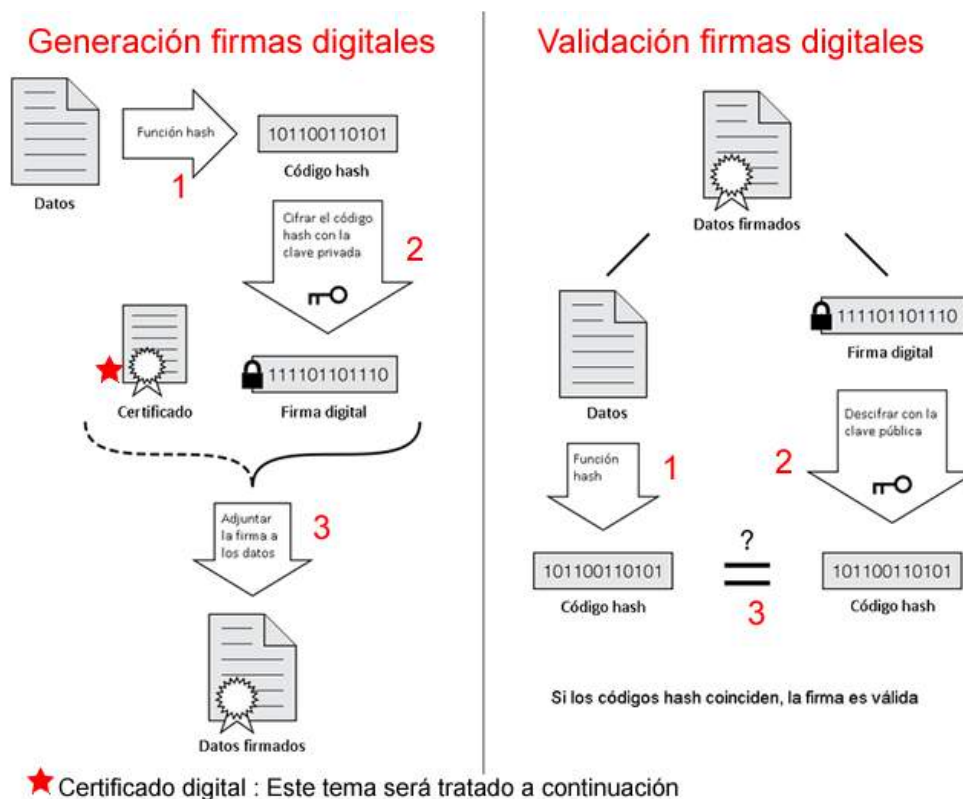 Generación firmas digitales
Función hash
1
101100110101
Código hash
Datos
Cifrar el código
hash con la
clave privada
2
Certificado
111101101110
Firma digital
Adjuntar
la firma a
los datos
3
Datos firmados
Validación firmas digitales
Datos firmados
Datos
111101101110
Firma digital
Función
hash
1
Descifrar con la
clave pública
2
101100110101
Código hash
?
3
101100110101
Código hash
Si los códigos hash coinciden, la firma es válida
Certificado digital : Este tema será tratado a continuación